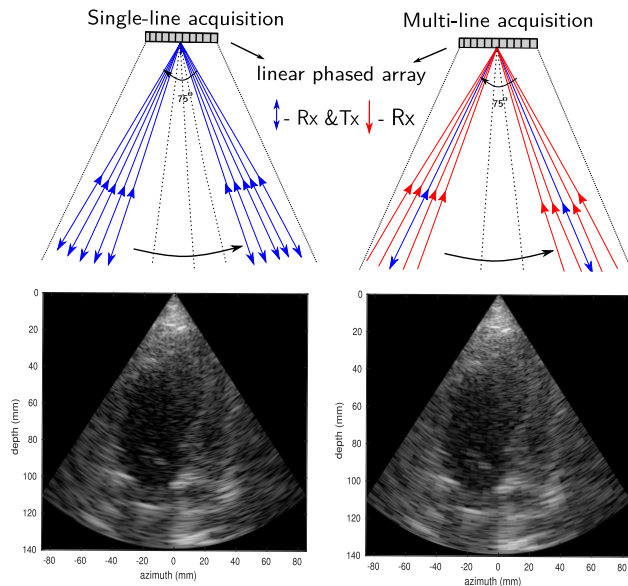 Single-line acquisition
Multi-line acquisition
linear phased array
75°
- Rx &Tx
- Rx
75°
0
20
40
60
80
100
120
140
depth (mm)
-80 -60 -40 -20 0 20 40 60 80
azimuth (mm)
0
20
40
60
80
100
120
140
depth (mm)
-80 -60 -40 -20 0 20 40 60 80
azimuth (mm)